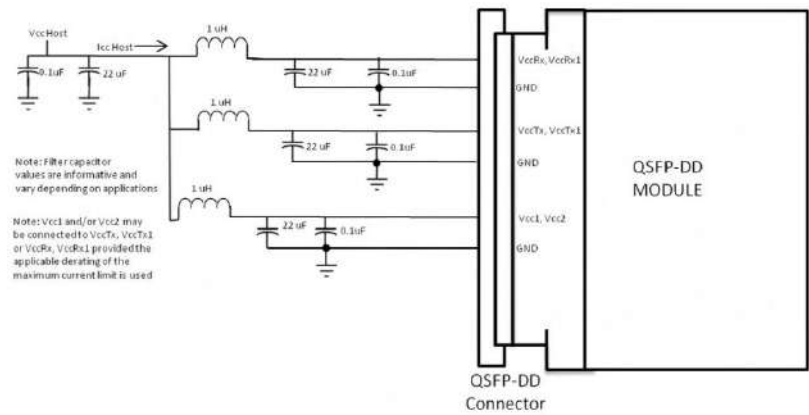 1 uH
Vcc Host
Icc Host
0.1uF
22 uF
22 uF
0.1uF
VccRx, VccRx1
GND
1 uH
22 uF
0.1uF
VccTx, VccTx1
GND
Note: Filter capacitor
values are informative and
vary depending on applications
1 uH
Note: Vcc1 and/or Vcc2 may
be connected to VccTx, VccTx1
or VccRx, VccRx1 provided the
applicable derating of the
maximum current limit is used
22 uF
0.1uF
Vcc1, Vcc2
GND
QSFP-DD
MODULE
QSFP-DD
Connector